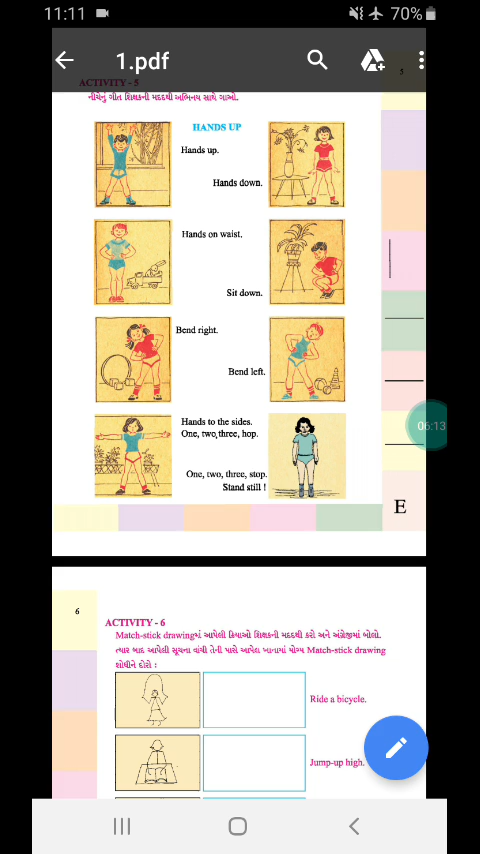 11:11
70%
1.pdf
5
ACTIVITY - 5
નીચેનું ગીત શિક્ષકની મદદથી અભિનય સાથે ગાઓ.
HANDS UP
Hands up.
Hands down.
Hands on waist.
Sit down.
Bend right.
Bend left.
Hands to the sides.
One, two, three, hop.
One, two, three, stop.
Stand still !
06:13
E
6
ACTIVITY - 6
Match-stick drawingમાં આપેલી ક્રિયાઓ શિક્ષકની મદદથી કરો અને અંગ્રેજીમાં બોલો.
ત્યાર બાદ આપેલી સૂચના વાંચી તેની પાસે આપેલા ખાનામાં યોગ્ય Match-stick drawing
શોધીને દોરો :
Ride a bicycle.
Jump-up high.